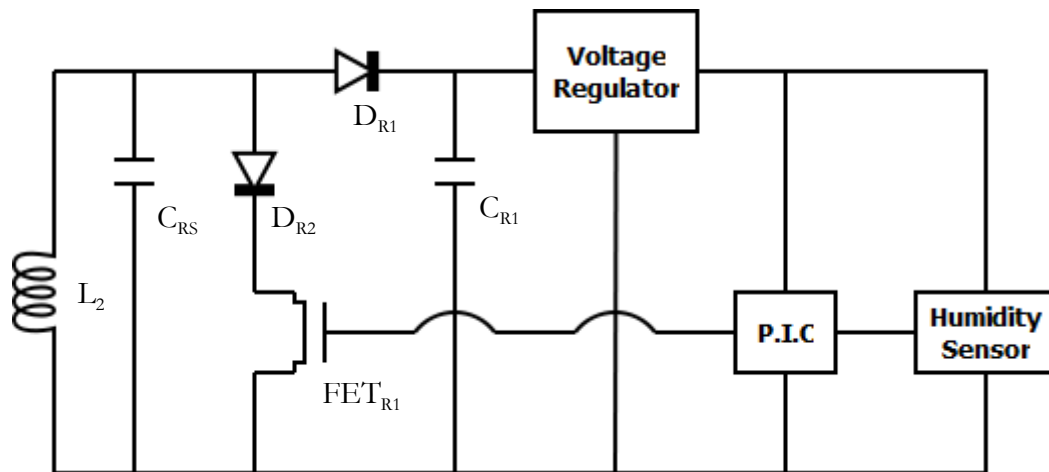 Voltage
Regulator
D_R1
C_RS
D_R2
C_R1
L_2
P.I.C
Humidity
Sensor
FET_R1